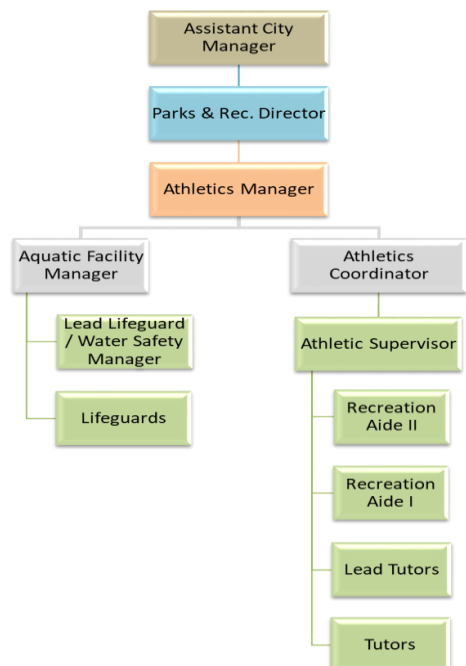 Assistant City
Manager
Parks & Rec. Director
Athletics Manager
Aquatic Facility
Manager
Athletics
Coordinator
Lead Lifeguard
/ Water Safety
Manager
Lifeguards
Athletic Supervisor
Recreation
Aide II
Recreation
Aide I
Lead Tutors
Tutors